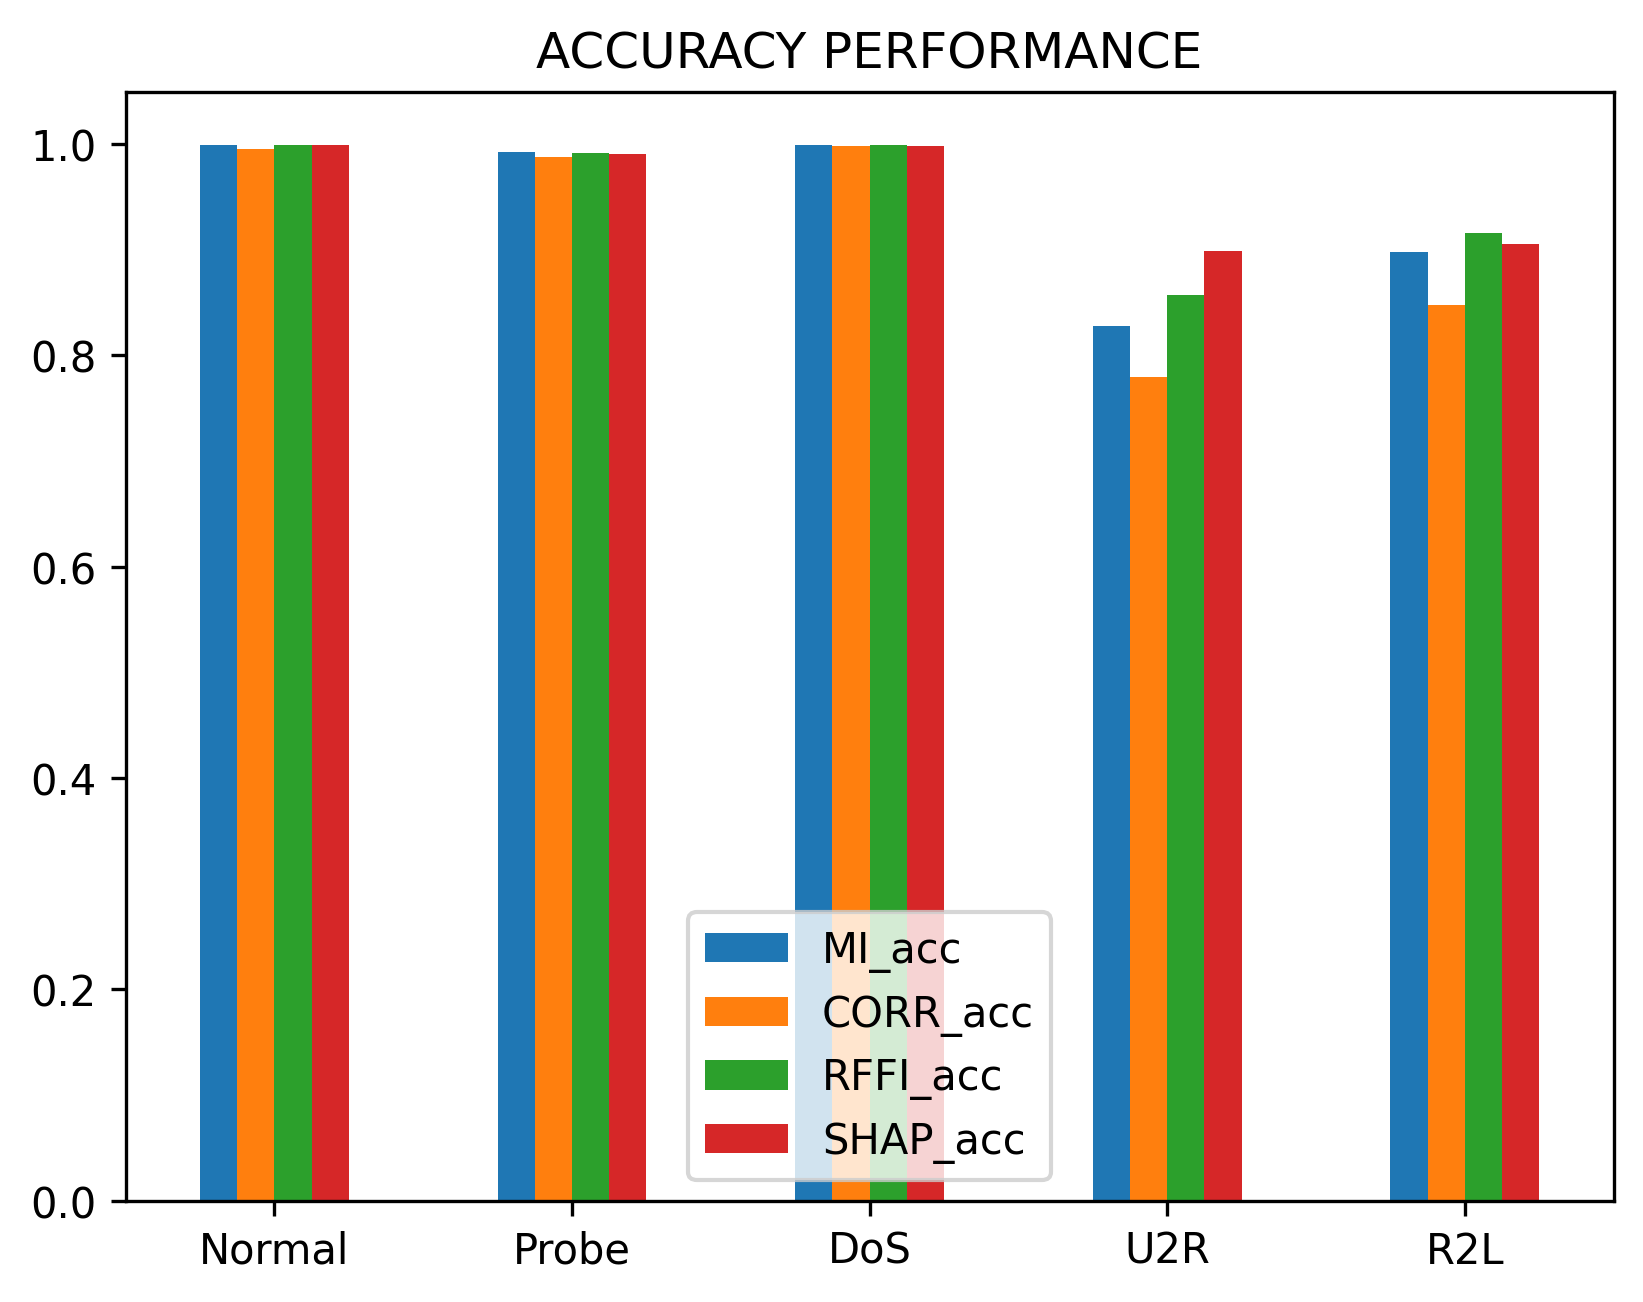 ACCURACY PERFORMANCE
1.0
0.8
0.6
0.4
0.2
0.0
MI_acc
CORR_acc
RFFI_acc
SHAP_acc
Normal Probe DoS U2R R2L